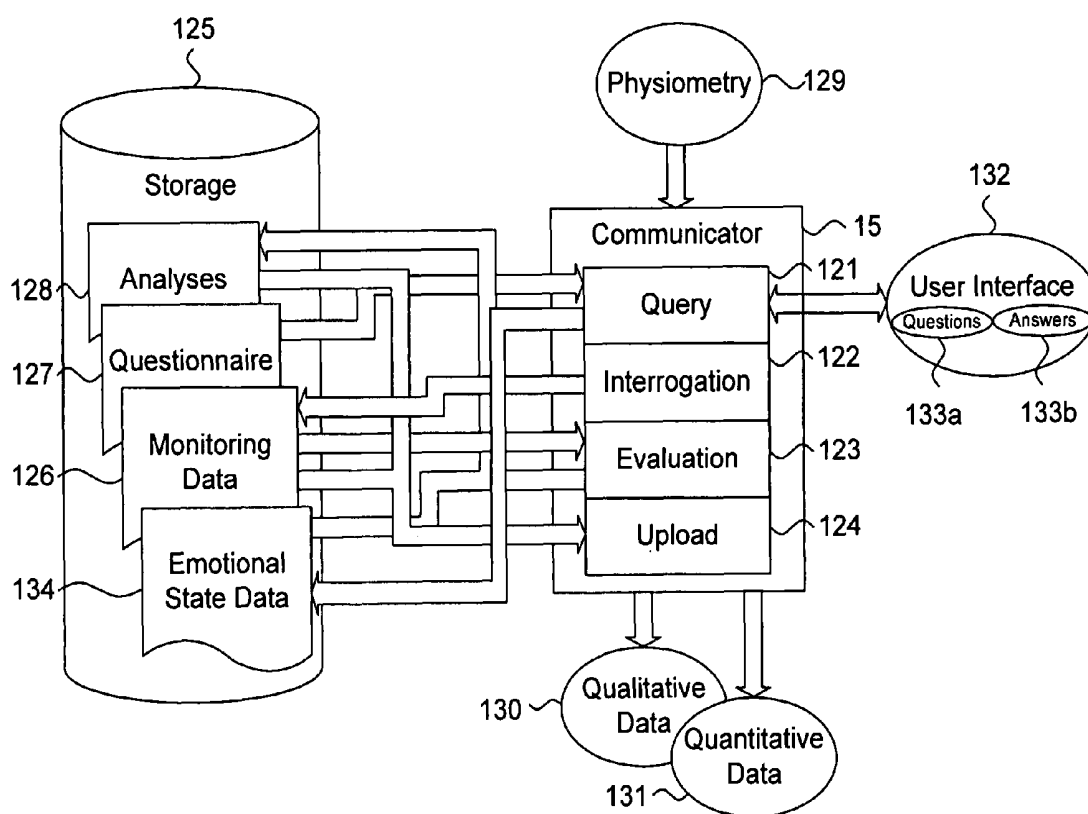 125
Physiometry
129
Storage
132
Communicator
15
Analyses
121
128
User Interface
Query
Questions
Answers
Questionnaire
122
127
Interrogation
133a
133b
Monitoring
Data
126
Evaluation
123
Upload
124
Emotional
State Data
134
Qualitative
Data
130
Quantitative
Data
131